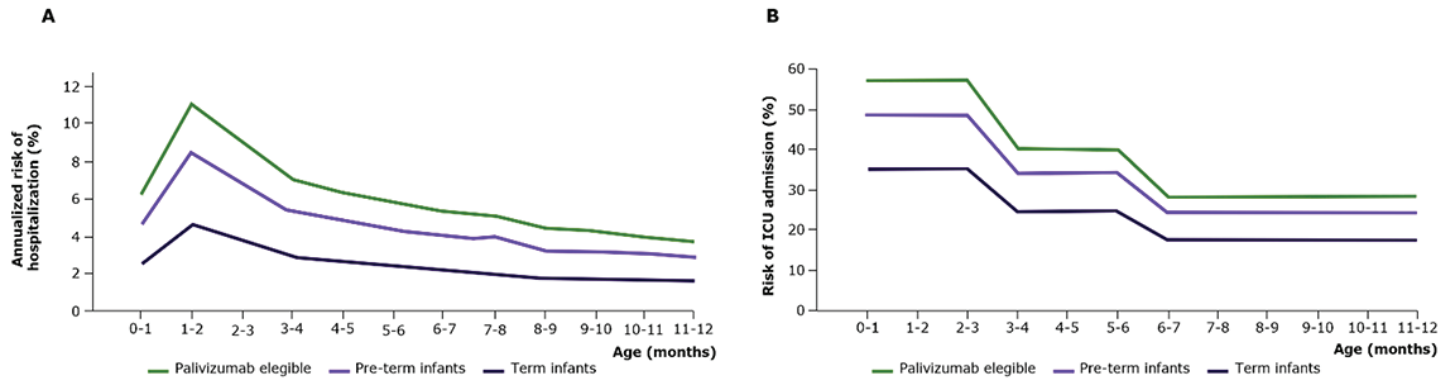 A
Annualized risk of
hospitalization (%)
12
10
8
6
4
2
0
0-1 1-2 2-3 3-4 4-5 5-6 6-7 7-8 8-9 9-10 10-11 11-12
Age (months)
Palivizumab elegible Pre-term infants Term infants
B
Risk of ICU admission (%)
60
50
40
30
20
10
0
0-1 1-2 2-3 3-4 4-5 5-6 6-7 7-8 8-9 9-10 10-11 11-12
Age (months)
Palivizumab elegible Pre-term infants Term infants